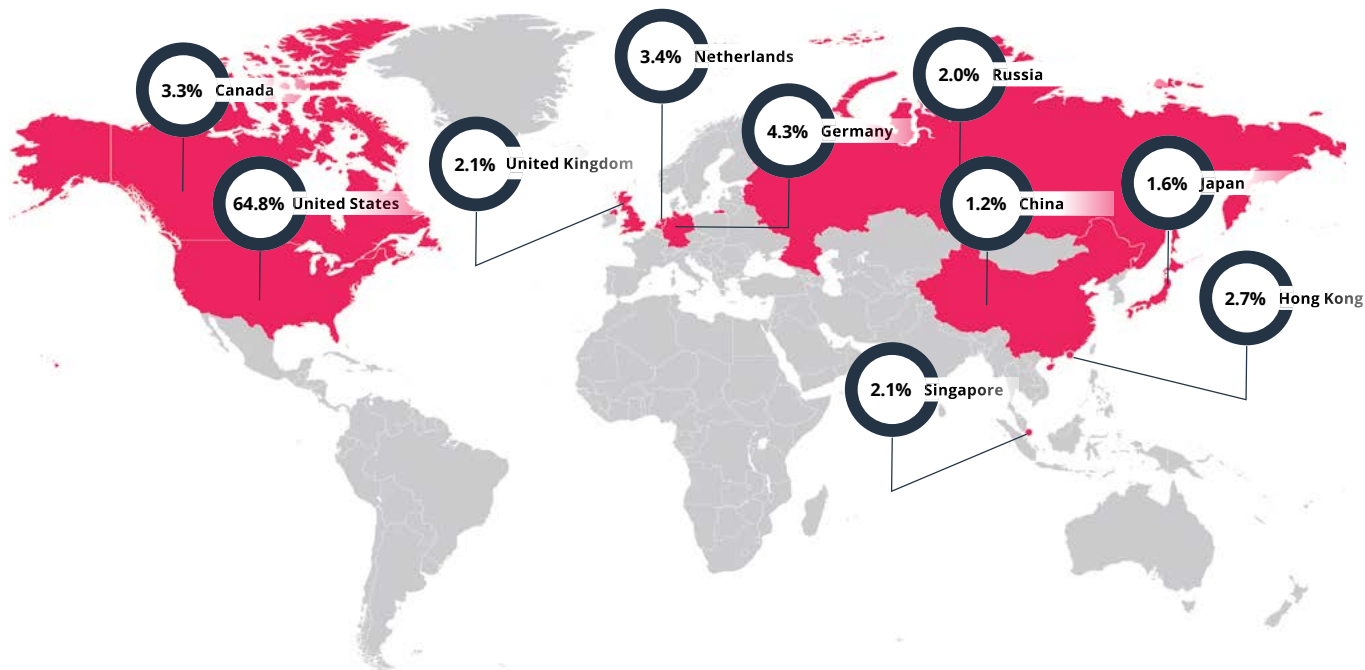 3.4% Netherlands
2.0% Russia
3.3% Canada
4.3% Germany
2.1% United Kingdom
1.6% Japan
64.8% United States
1.2% China
2.7% Hong Kong
2.1% Singapore